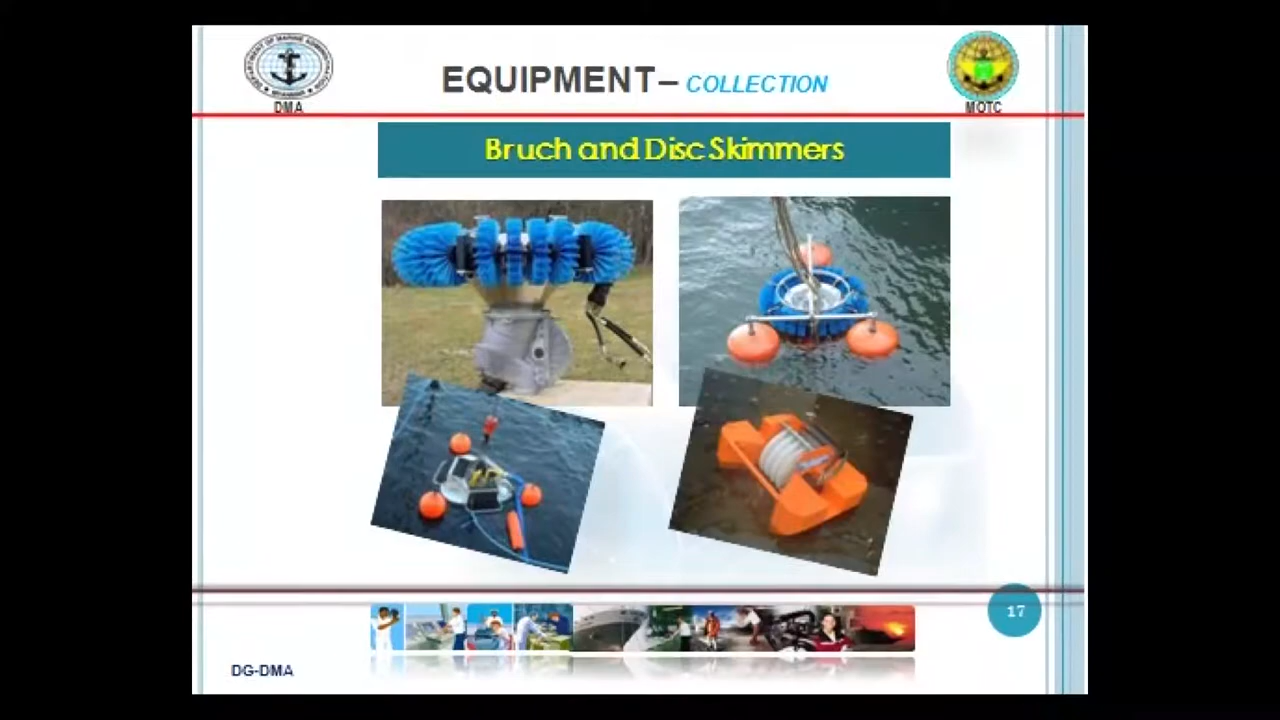 EQUIPMENT – COLLECTION
DMA
MOTC
Bruch and Disc Skimmers
17
DG-DMA